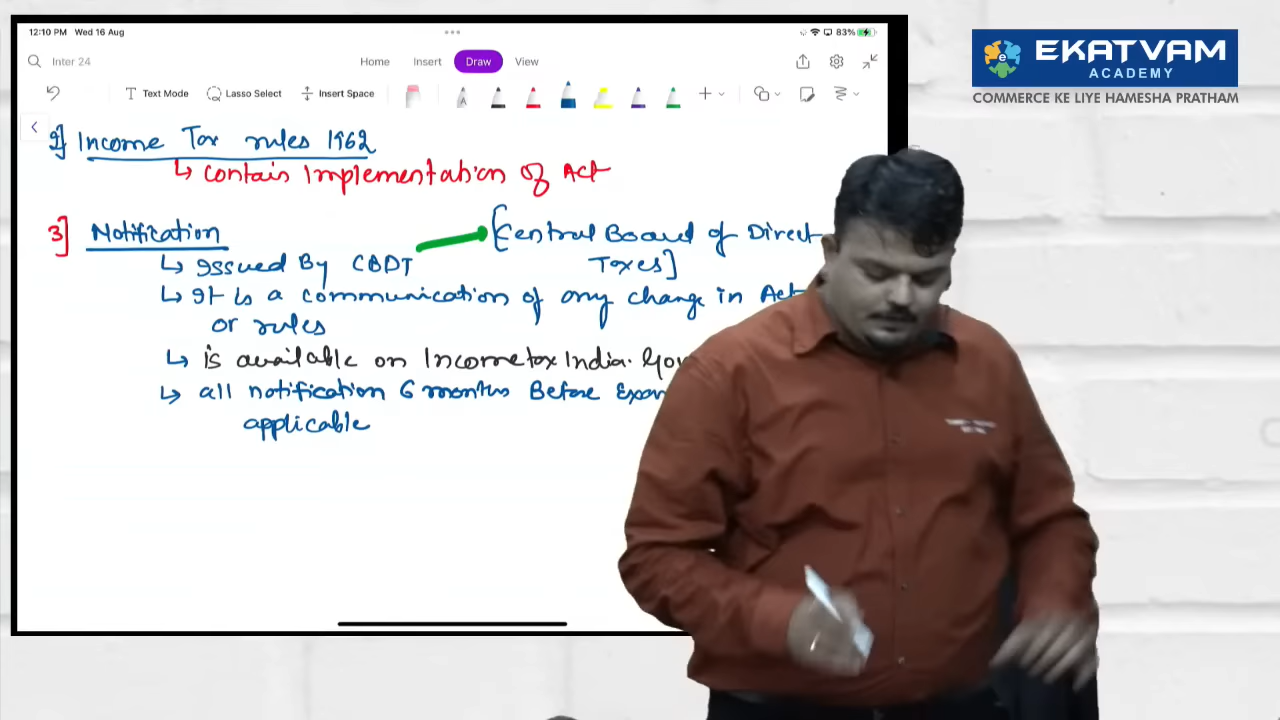 12:10 PM Wed 16 Aug
83%
Inter 24
Home Insert Draw View
Text Mode Lasso Select Insert Space
EKATVAM
ACADEMY
COMMERCE KE LIYE HAMESHA PRATHAM
2] Income Tax rules 1962
↳ contain Implementation of Act
3] Notification
[Central Board of Direct
↳ Issued By CBDT
Taxes]
↳ It is a communication of any change in Act
or rules
↳ is available on Incometax India. Gov
↳ all notification 6 months Before Exam
applicable